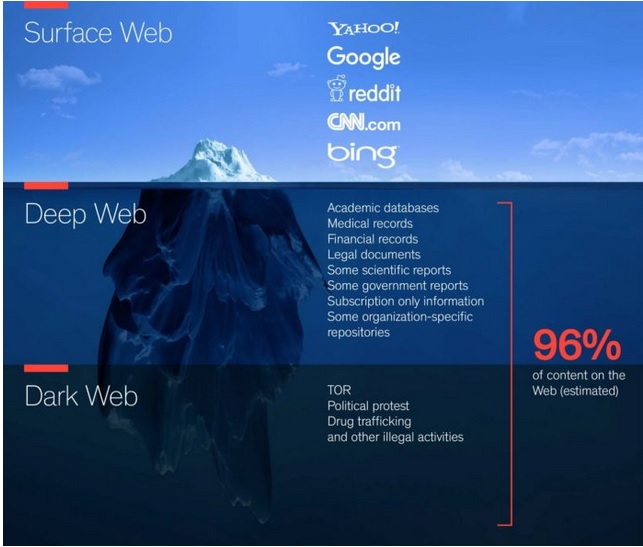 Surface Web
YAHOO!
Google
reddit
CNN.com
bing
Deep Web
Academic databases
Medical records
Financial records
Legal documents
Some scientific reports
Some government reports
Subscription only information
Some organization-specific
repositories
96%
of content on the
Web (estimated)
Dark Web
TOR
Political protest
Drug trafficking
and other illegal activities